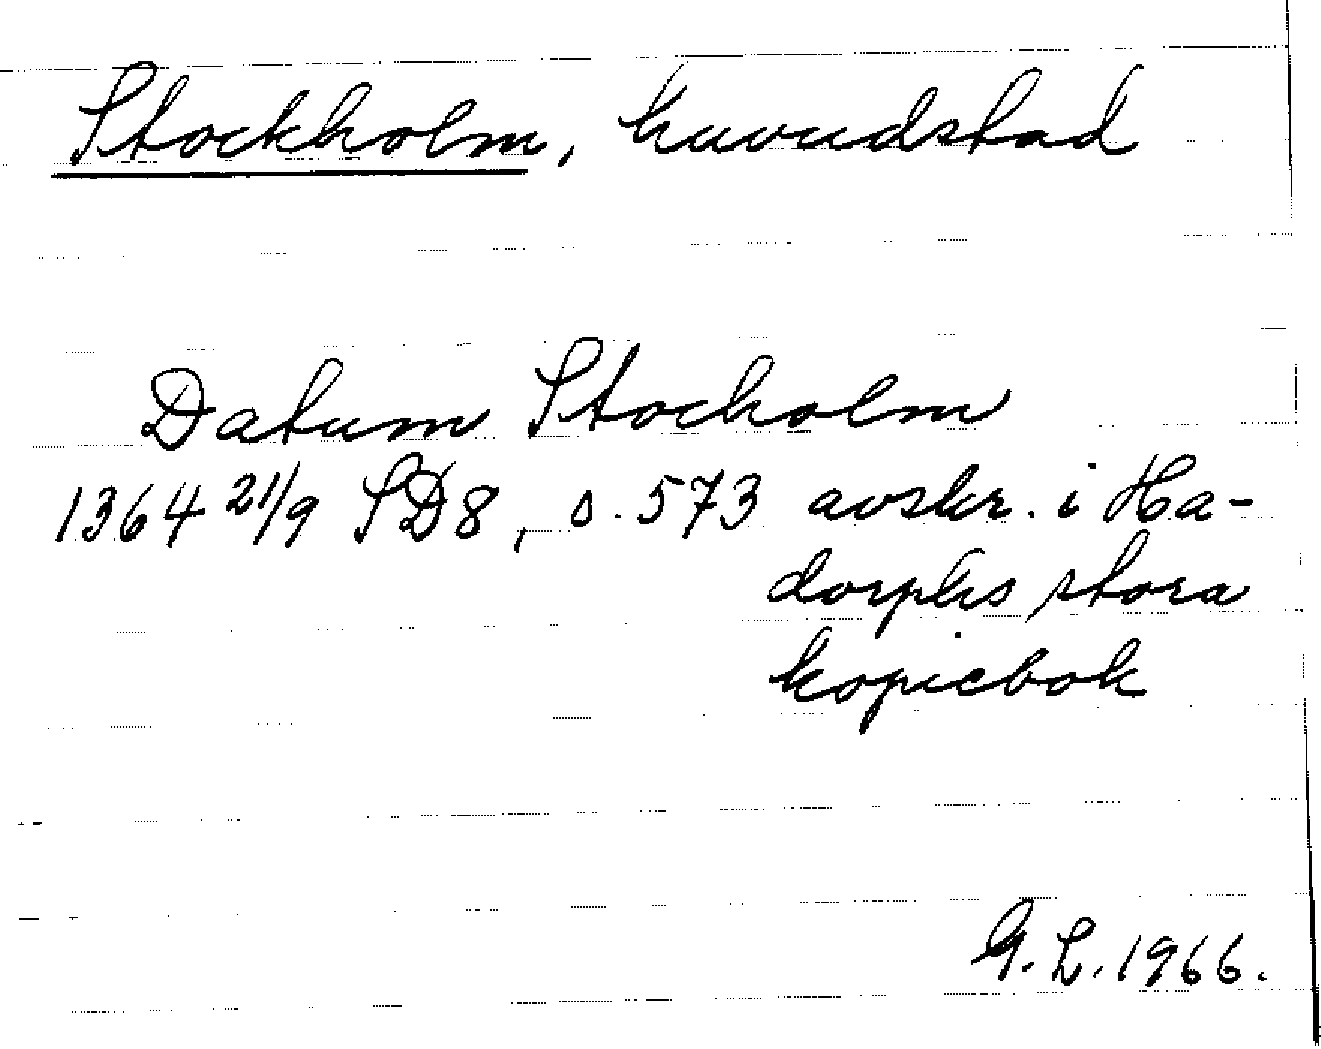 Stockholm, huvudstad
Datum Stocholm
1364 21/9 SD8, s. 573 avskr. i Ha-
dorphs stora
kopiebok
G. L. 1966.